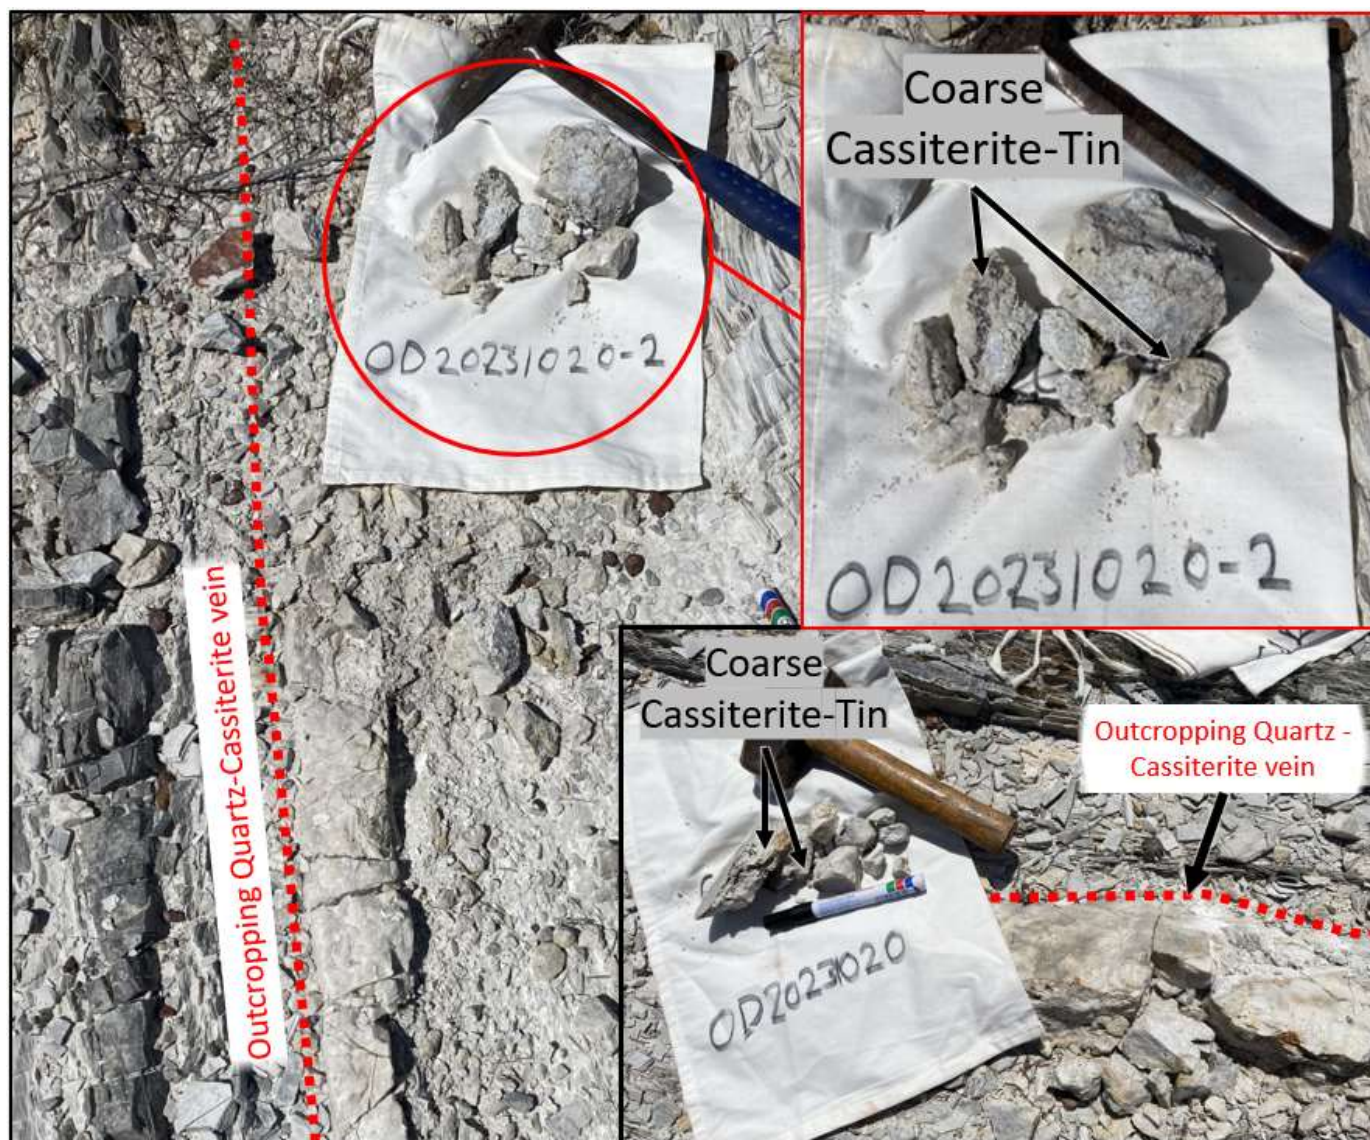 OD20231020-2
Outcropping Quartz-Cassiterite vein
Coarse
Cassiterite-Tin
OD20231020-2
Coarse
Cassiterite-Tin
Outcropping Quartz -
Cassiterite vein
OD20231020